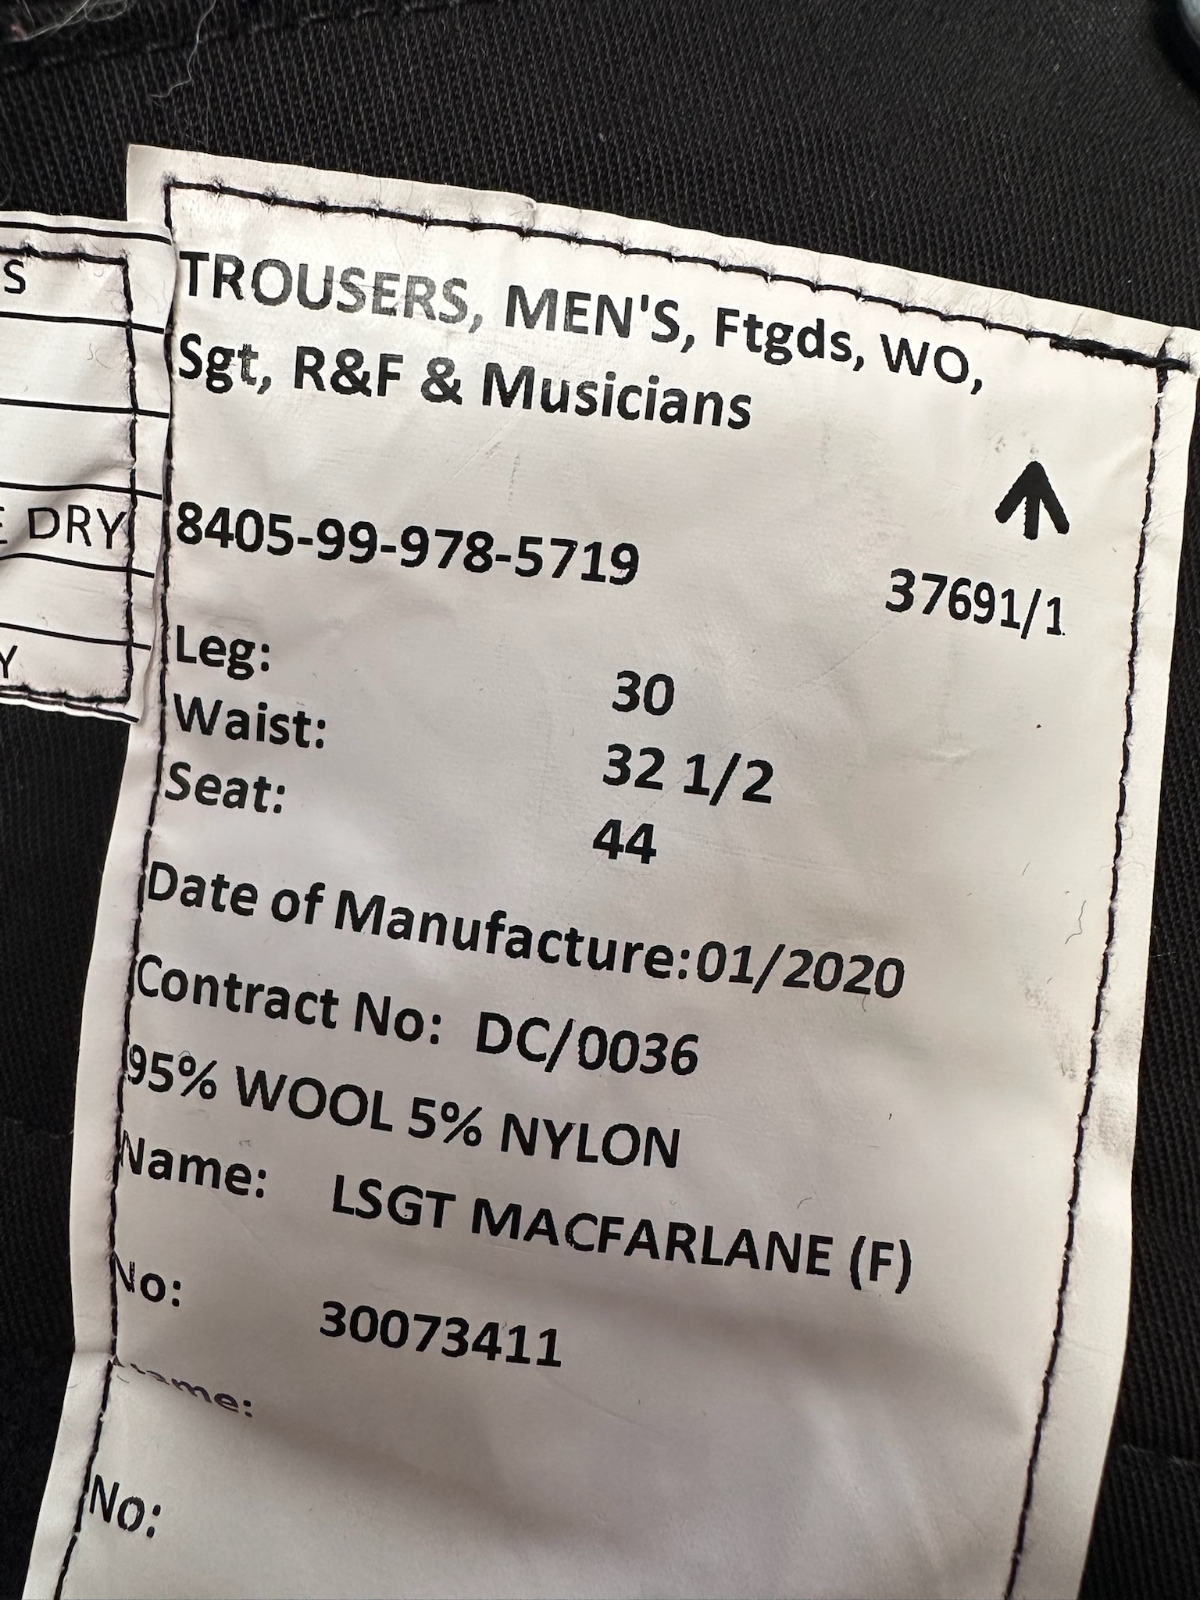 TROUSERS, MEN'S, Ftgds, WO,
Sgt, R&F & Musicians
8405-99-978-5719
37691/1
Leg: 30
Waist: 32 1/2
Seat: 44
Date of Manufacture:01/2020
Contract No: DC/0036
95% WOOL 5% NYLON
Name: LSGT MACFARLANE (F)
No: 30073411
Name:
No:
S
DRY
Y